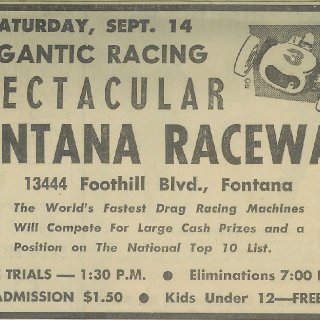 SATURDAY, SEPT. 14
GANTIC RACING
ECTACULAR
NTANA RACEWA
13444 Foothill Blvd., Fontana
The World's Fastest Drag Racing Machines
Will Compete For Large Cash Prizes and a
Position on The National Top 10 List.
E TRIALS — 1:30 P.M. • Eliminations 7:00 P
ADMISSION $1.50 • Kids Under 12—FREE